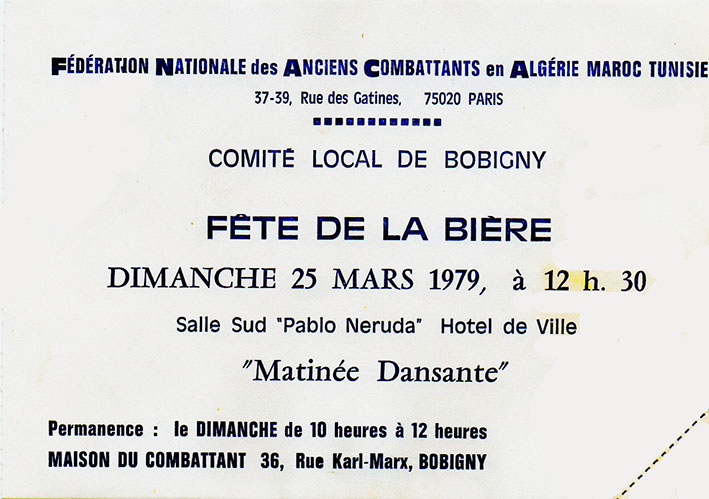 FÉDÉRATION NATIONALE des ANCIENS COMBATTANTS en ALGÉRIE MAROC TUNISIE
37-39, Rue des Gatines, 75020 PARIS
COMITÉ LOCAL DE BOBIGNY
FÊTE DE LA BIÈRE
DIMANCHE 25 MARS 1979, à 12 h. 30
Salle Sud "Pablo Neruda" Hotel de Ville
"Matinée Dansante"
Permanence : le DIMANCHE de 10 heures à 12 heures
MAISON DU COMBATTANT 36, Rue Karl-Marx, BOBIGNY